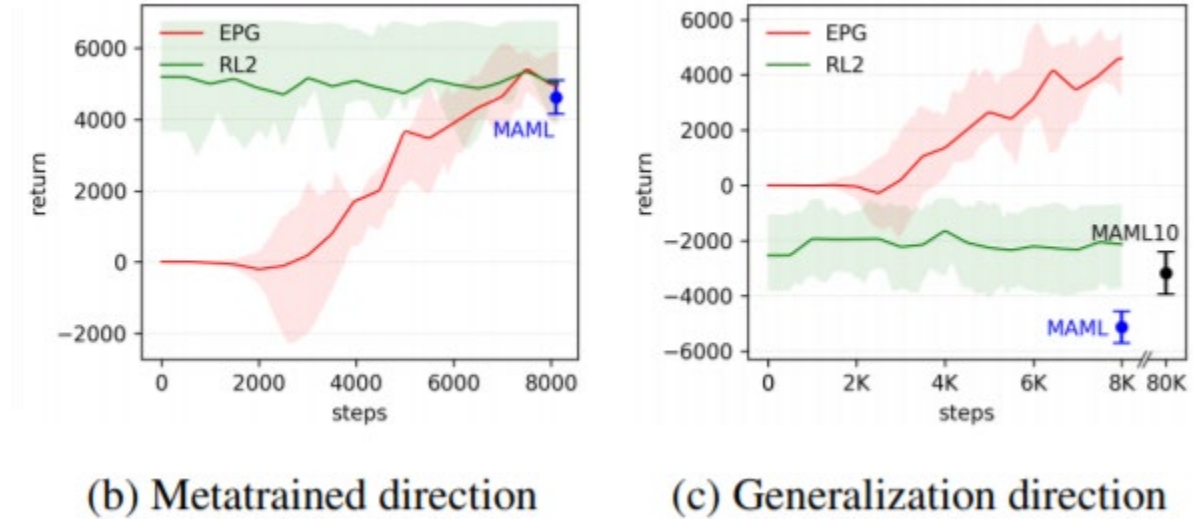 EPG
RL2
6000
4000
2000
0
−2000
return
MAML
0 2000 4000 6000 8000
steps
(b) Metatrained direction
EPG
RL2
6000
4000
2000
0
−2000
−4000
−6000
return
MAML10
MAML
0 2K 4K 6K 8K 80K
steps
(c) Generalization direction